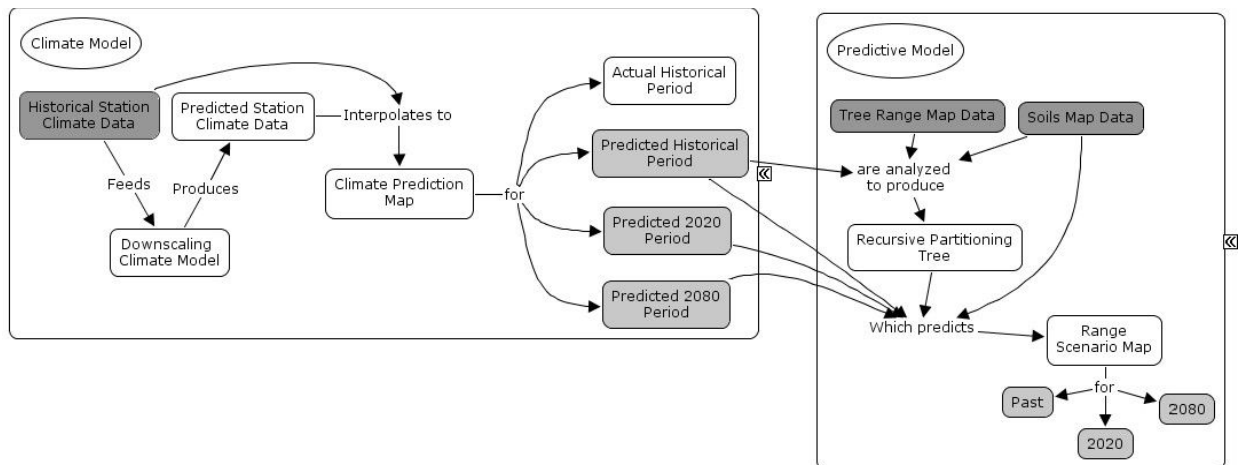 Climate Model
Historical Station
Climate Data
Predicted Station
Climate Data
Interpolates to
Feeds
Produces
Downscaling
Climate Model
Climate Prediction
Map
for
Actual Historical
Period
Predicted Historical
Period
Predicted 2020
Period
Predicted 2080
Period
Predictive Model
Tree Range Map Data
Soils Map Data
are analyzed
to produce
Recursive Partitioning
Tree
Which predicts
Range
Scenario Map
for
Past
2020
2080